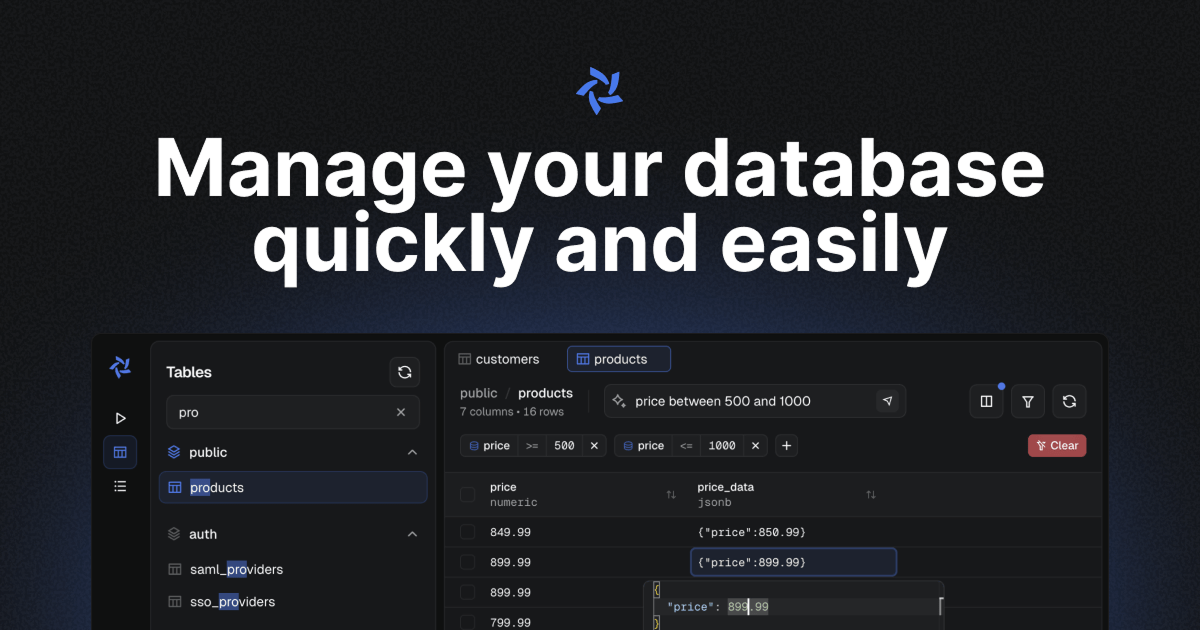 Manage your database
quickly and easily
Tables
pro
public
products
auth
saml_providers
sso_providers
customers
products
public / products
7 columns • 16 rows
price between 500 and 1000
price >= 500
price <= 1000
Clear
price
numeric
price_data
jsonb
849.99
{"price":850.99}
899.99
{"price":899.99}
899.99
{
"price": 899.99
799.99
}